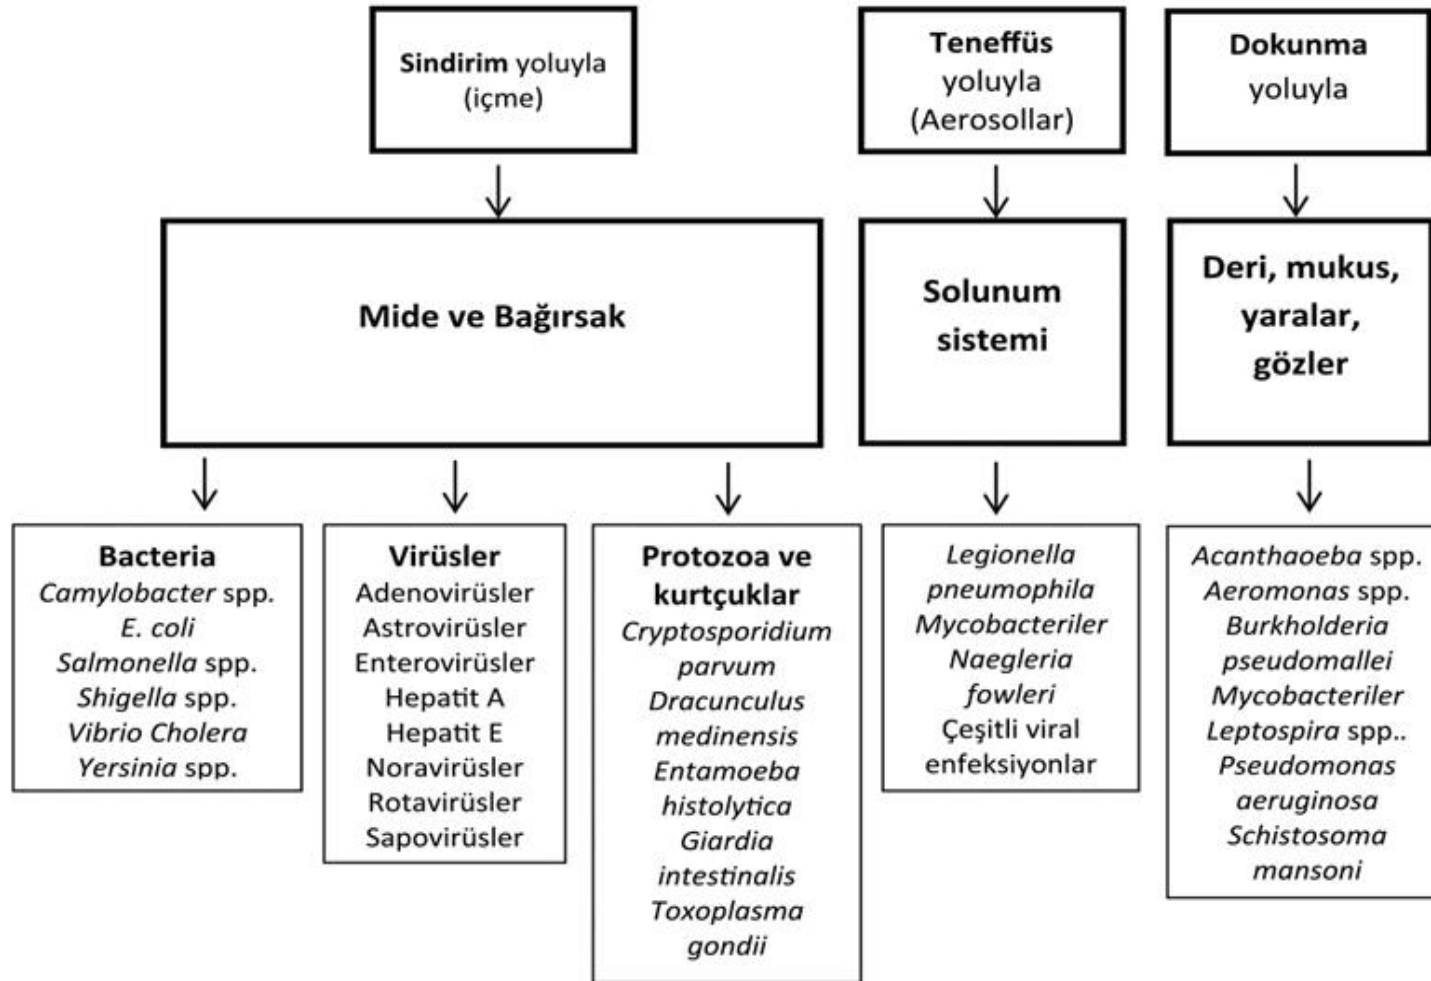 Sindirim yoluyla
(içme)
Teneffüs
yoluyla
(Aerosollar)
Dokunma
yoluyla
Mide ve Bağırsak
Solunum
sistemi
Deri, mukus,
yaralar,
gözler
Bacteria
Camylobacter spp.
E. coli
Salmonella spp.
Shigella spp.
Vibrio Cholera
Yersinia spp.
Virüsler
Adenovirüsler
Astrovirüsler
Enterovirüsler
Hepatit A
Hepatit E
Noravirüsler
Rotavirüsler
Sapovirüsler
Protozoa ve
kurtçuklar
Cryptosporidium
parvum
Dracunculus
medinensis
Entamoeba
histolytica
Giardia
intestinalis
Toxoplasma
gondii
Legionella
pneumophila
Mycobacteriler
Naegleria
fowleri
Çeşitli viral
enfeksiyonlar
Acanthaoeba spp.
Aeromonas spp.
Burkholderia
pseudomallei
Mycobacteriler
Leptospira spp..
Pseudomonas
aeruginosa
Schistosoma
mansoni